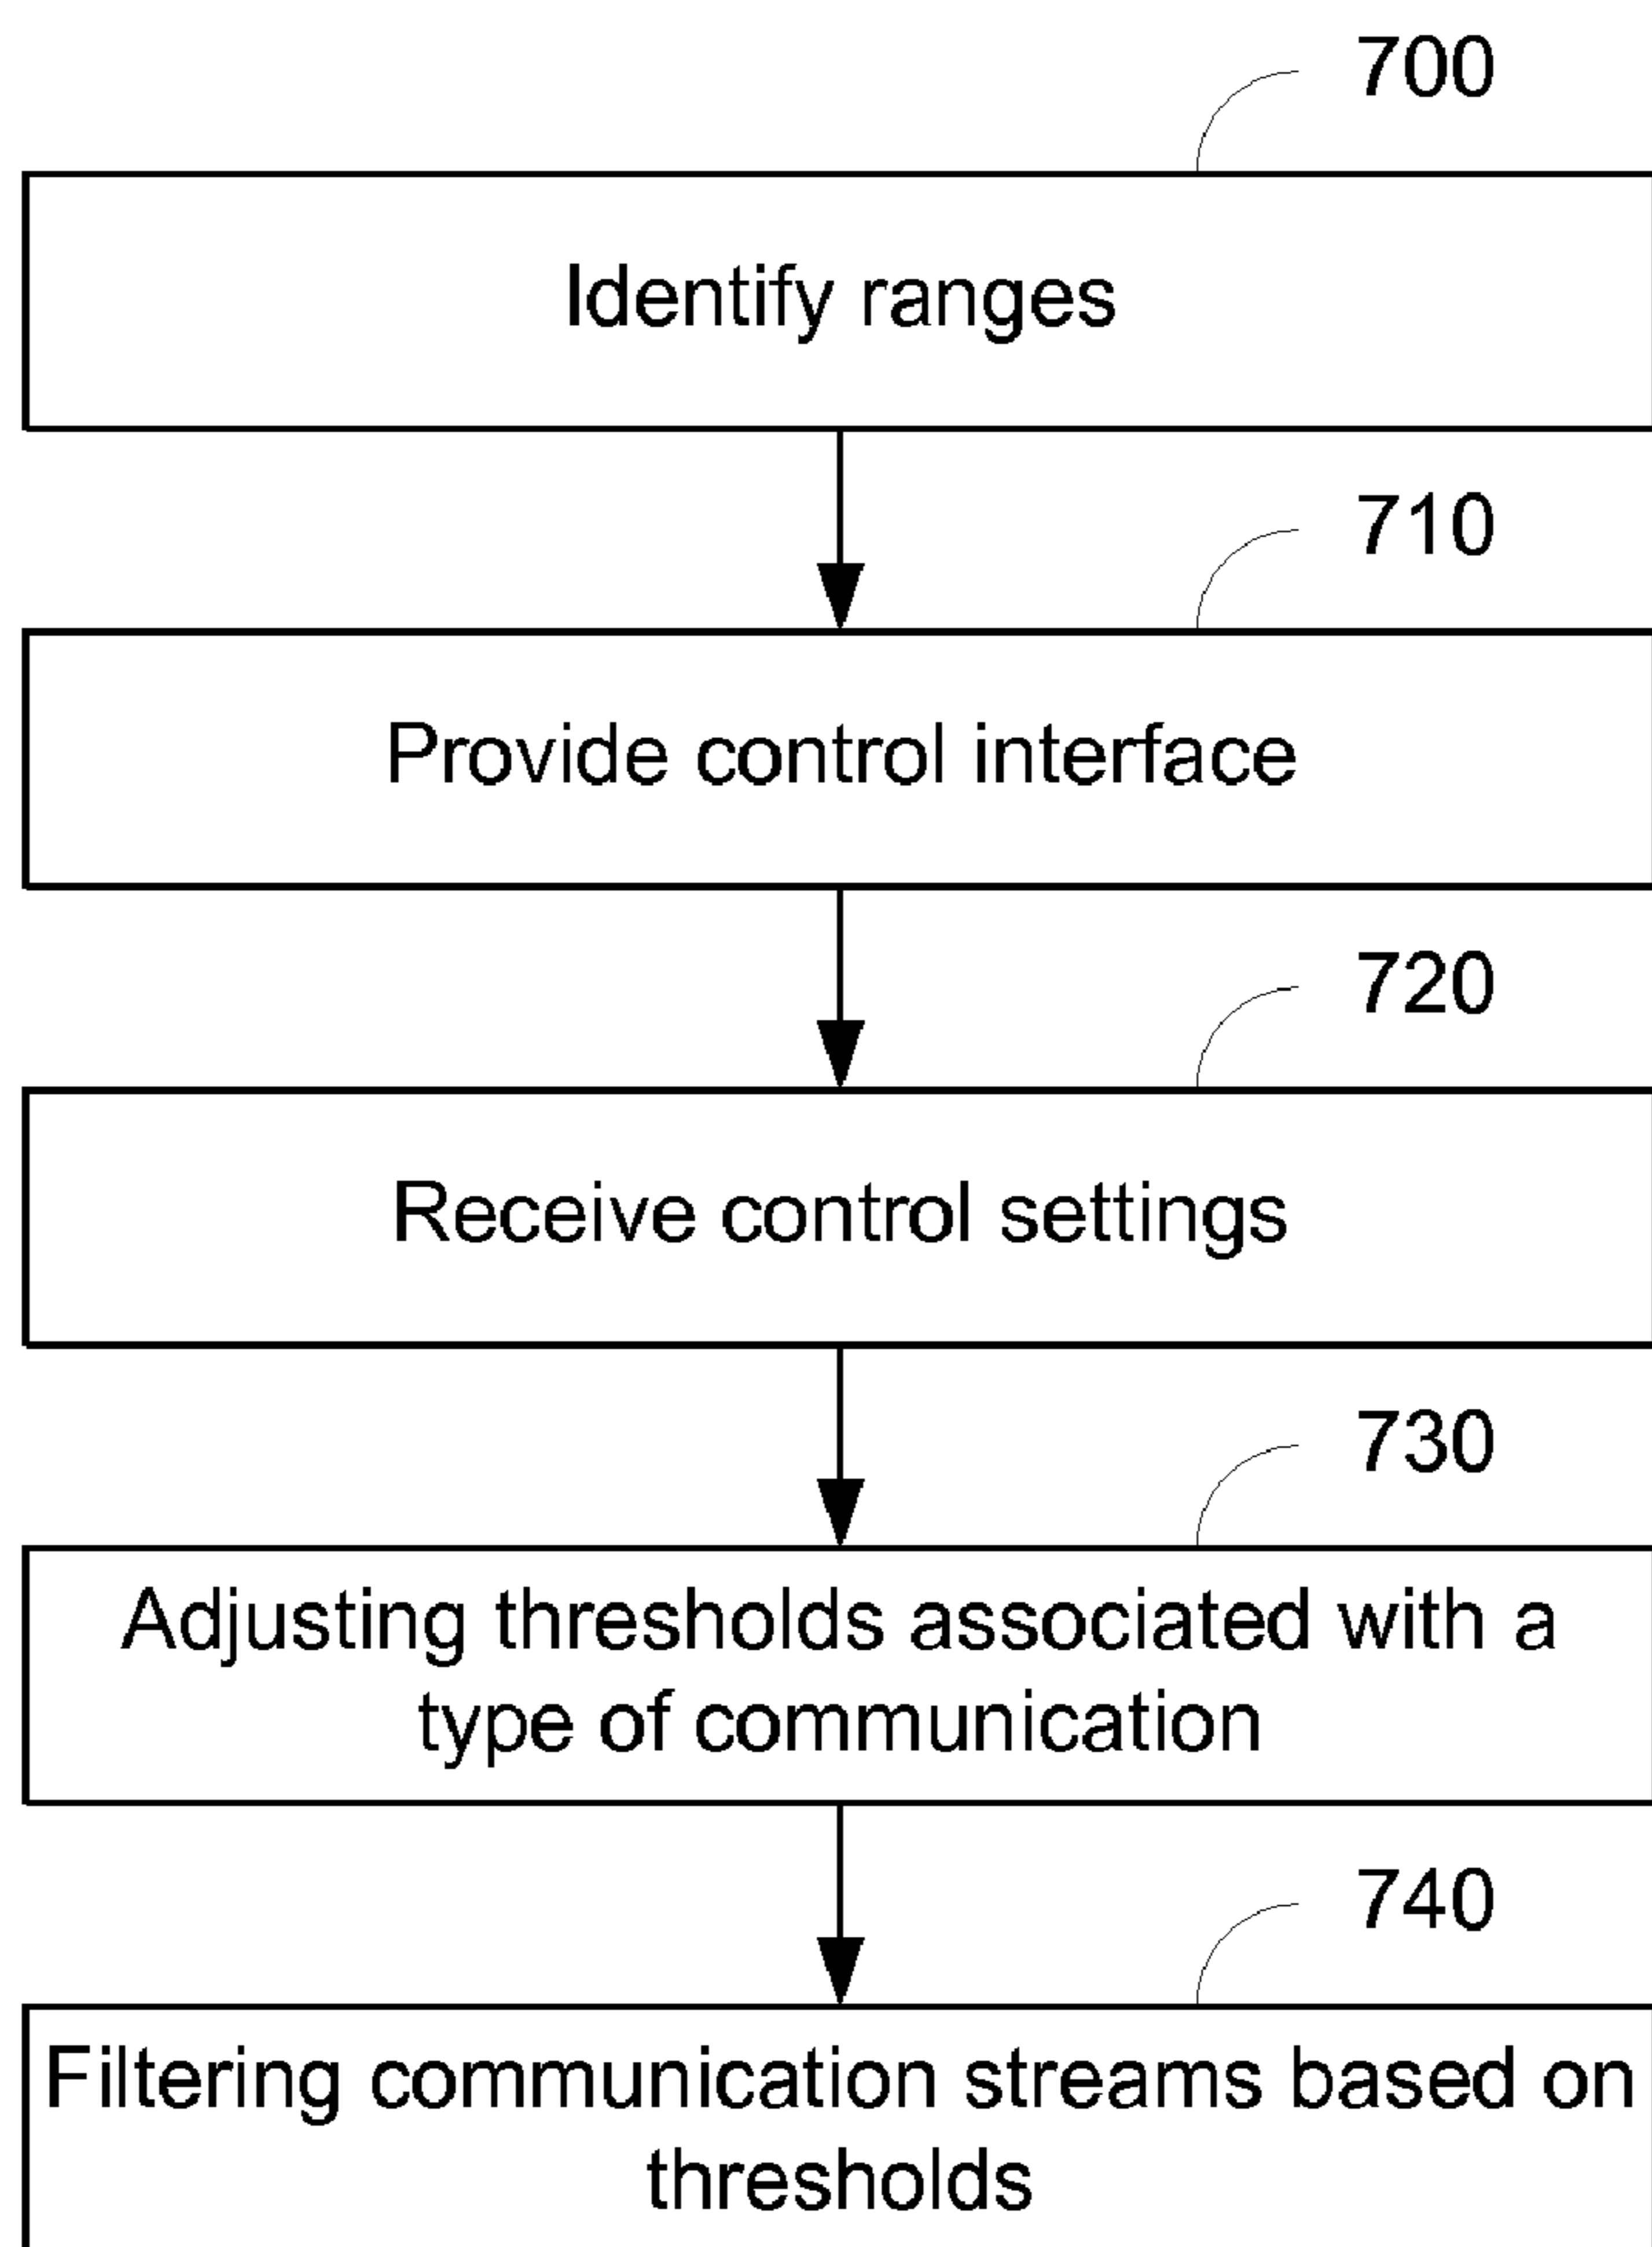 700
Identify ranges
710
Provide control interface
720
Receive control settings
730
Adjusting thresholds associated with a
type of communication
740
Filtering communication streams based on
thresholds